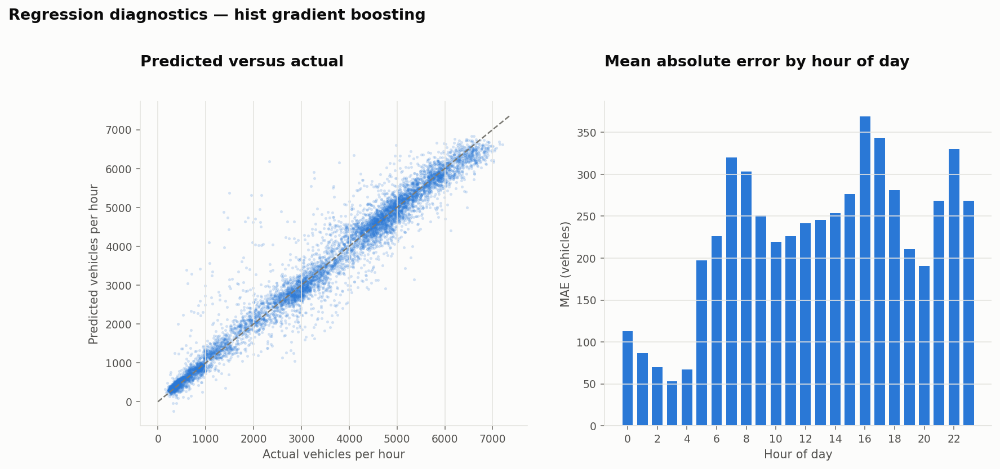 Regression diagnostics — hist gradient boosting
Predicted versus actual
Predicted vehicles per hour
7000
6000
5000
4000
3000
2000
1000
0
0 1000 2000 3000 4000 5000 6000 7000
Actual vehicles per hour
Mean absolute error by hour of day
MAE (vehicles)
350
300
250
200
150
100
50
0
0 2 4 6 8 10 12 14 16 18 20 22
Hour of day